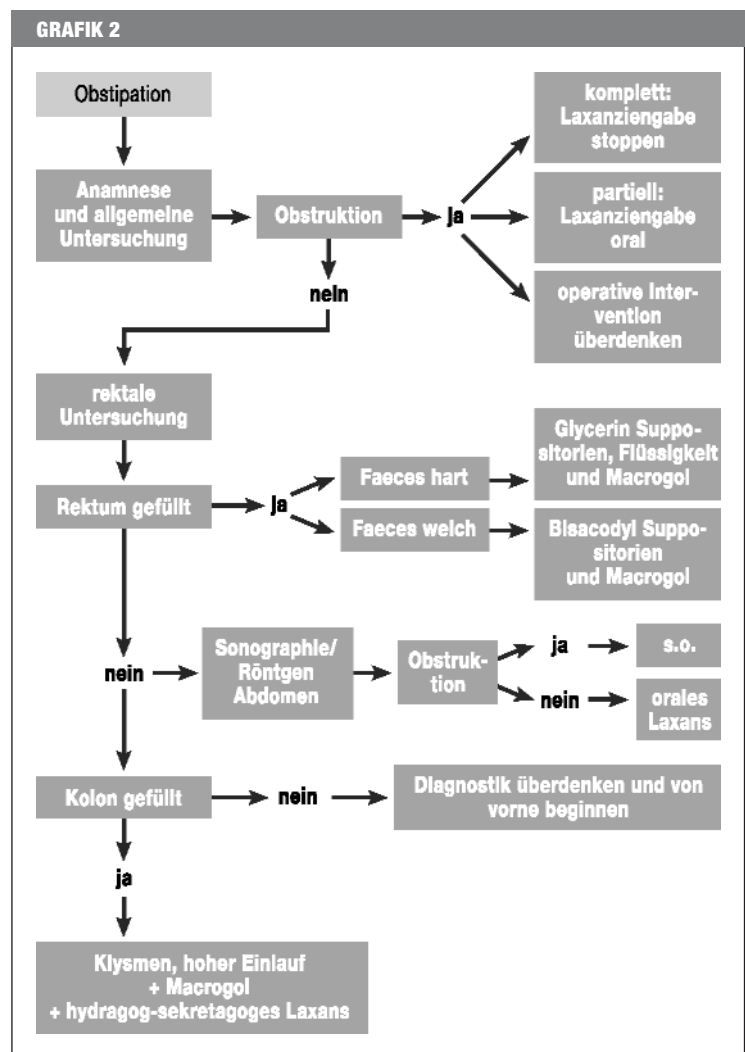 GRAFIK 2
Obstipation
Anamnese
und allgemeine
Untersuchung
Obstruktion
ja
komplett:
Laxanziengabe
stoppen
partiell:
Laxanziengabe
oral
operative Inter-
vention
überdenken
nein
rektale
Untersuchung
Rektum gefüllt
ja
Faeces hart
Glycerin Suppo-
sitorien, Flüssigkeit
und Macrogol
Faeces weich
Bisacodyl Suppo-
sitorien
und Macrogol
nein
Sonographie/
Röntgen
Abdomen
Obstruk-
tion
ja
s.o.
nein
orales
Laxans
Kolon gefüllt
nein
Diagnostik überdenken und von
vorne beginnen
ja
Klysmen, hoher Einlauf
+ Macrogol
+ hydragog-sekretagoges Laxans